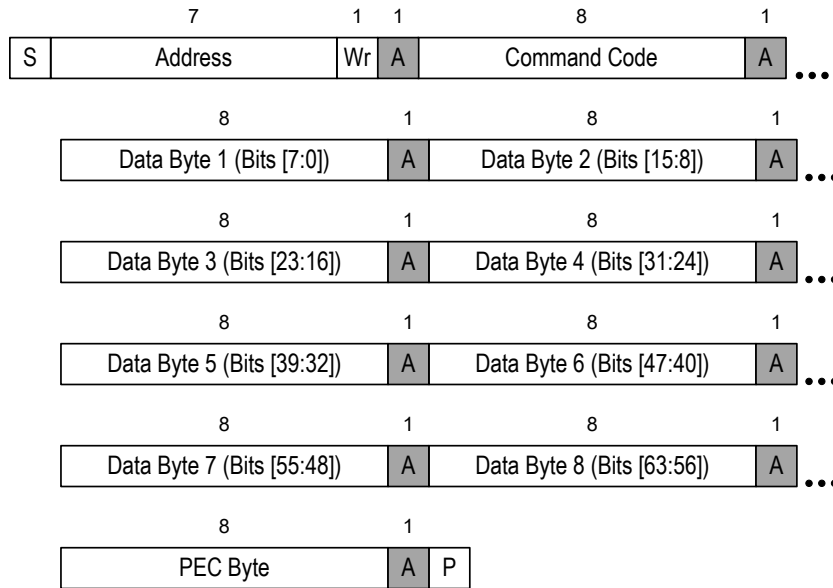 7 1 1 8 1
S Address Wr A Command Code A
8 1 8 1
Data Byte 1 (Bits [7:0]) A Data Byte 2 (Bits [15:8]) A
8 1 8 1
Data Byte 3 (Bits [23:16]) A Data Byte 4 (Bits [31:24]) A
8 1 8 1
Data Byte 5 (Bits [39:32]) A Data Byte 6 (Bits [47:40]) A
8 1 8 1
Data Byte 7 (Bits [55:48]) A Data Byte 8 (Bits [63:56]) A
8 1
PEC Byte A P